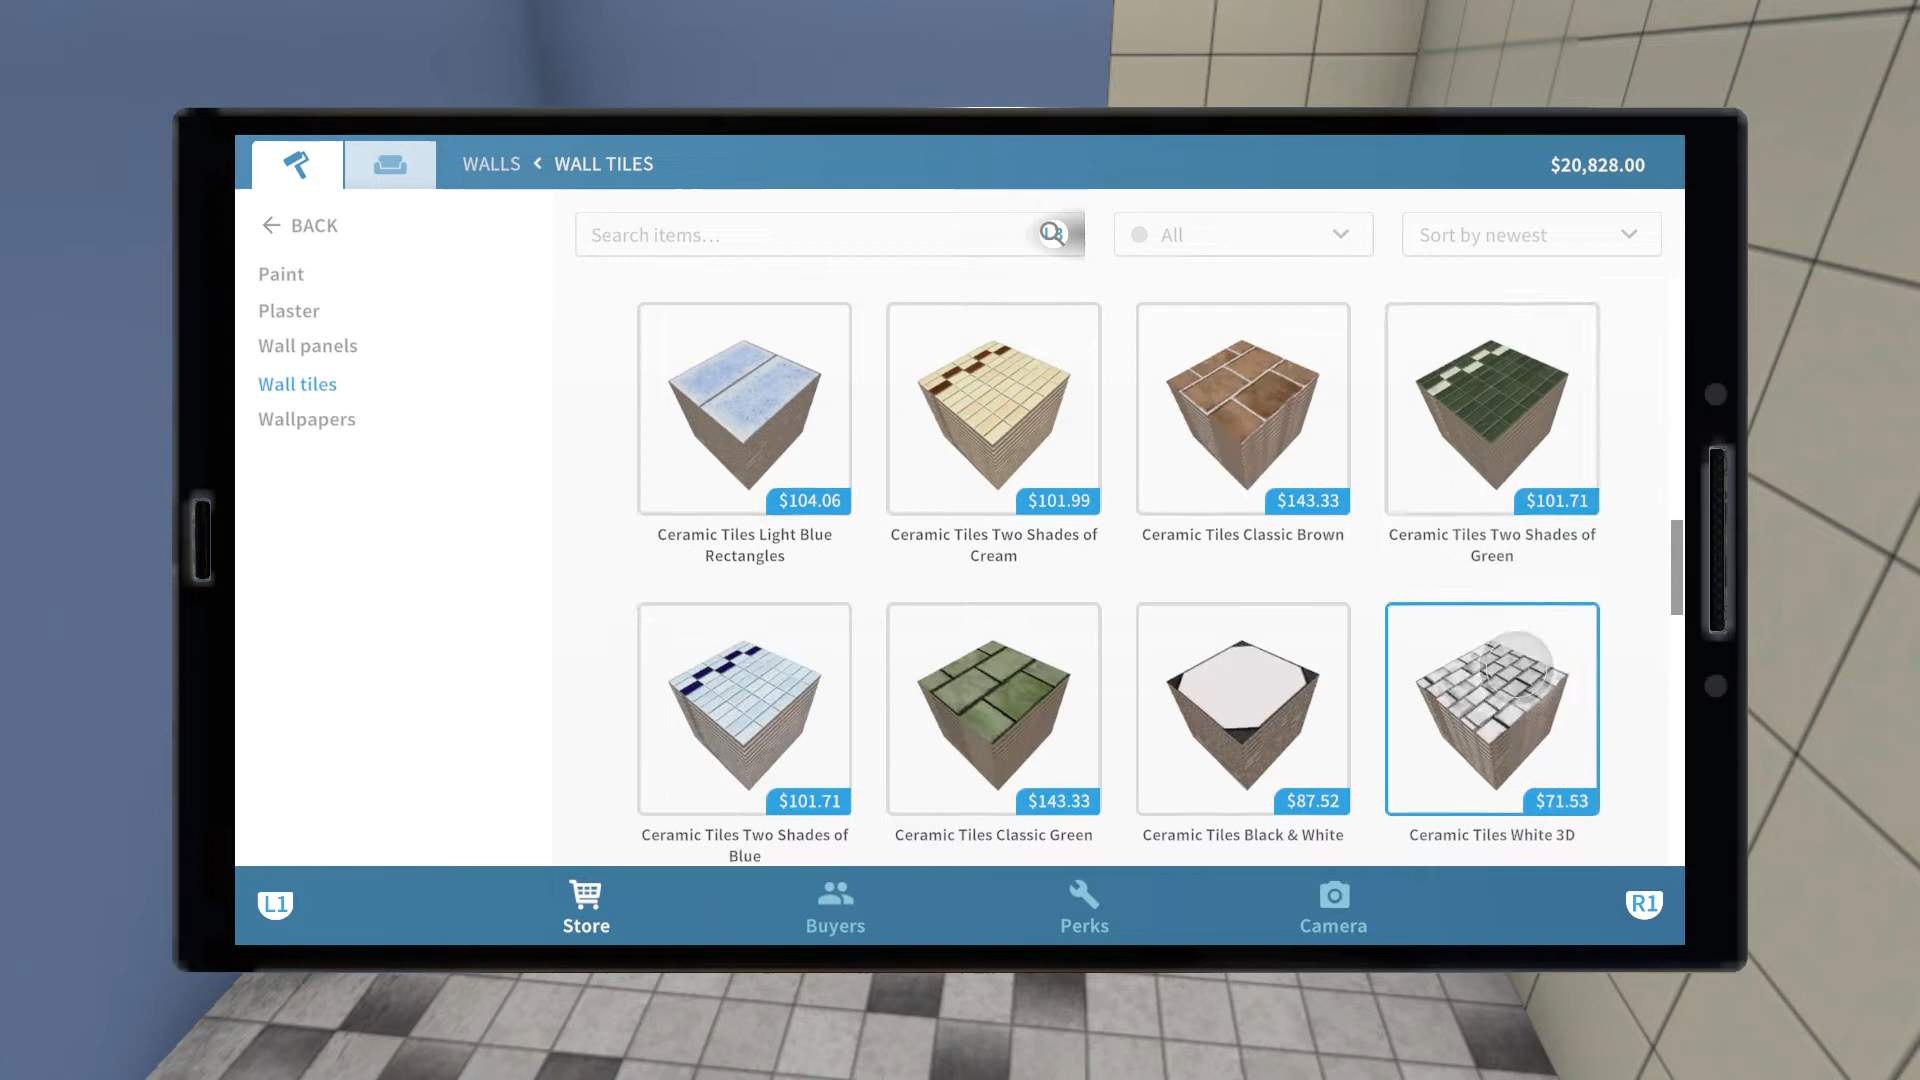 WALLS < WALL TILES
$20,828.00
BACK
Search items...
All
Sort by newest
Paint
Plaster
Wall panels
Wall tiles
Wallpapers
$104.06
$101.99
$143.33
$101.71
Ceramic Tiles Light Blue
Rectangles
Ceramic Tiles Two Shades of
Cream
Ceramic Tiles Classic Brown
Ceramic Tiles Two Shades of
Green
$101.71
$143.33
$87.52
$71.53
Ceramic Tiles Two Shades of
Blue
Ceramic Tiles Classic Green
Ceramic Tiles Black & White
Ceramic Tiles White 3D
L1
Store
Buyers
Perks
Camera
R1